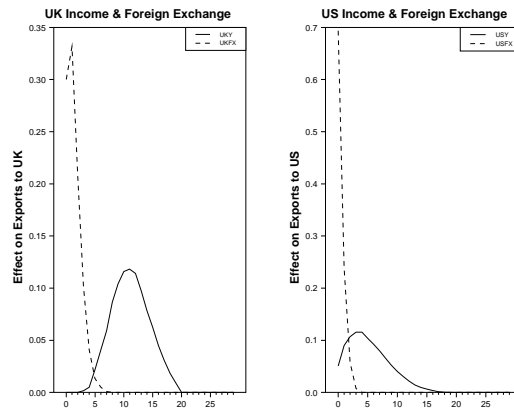 UK Income & Foreign Exchange
UKY
UKFX
Effect on Exports to UK
0.35
0.30
0.25
0.20
0.15
0.10
0.05
0.00
0 5 10 15 20 25
US Income & Foreign Exchange
USY
USFX
Effect on Exports to US
0.7
0.6
0.5
0.4
0.3
0.2
0.1
0.0
0 5 10 15 20 25